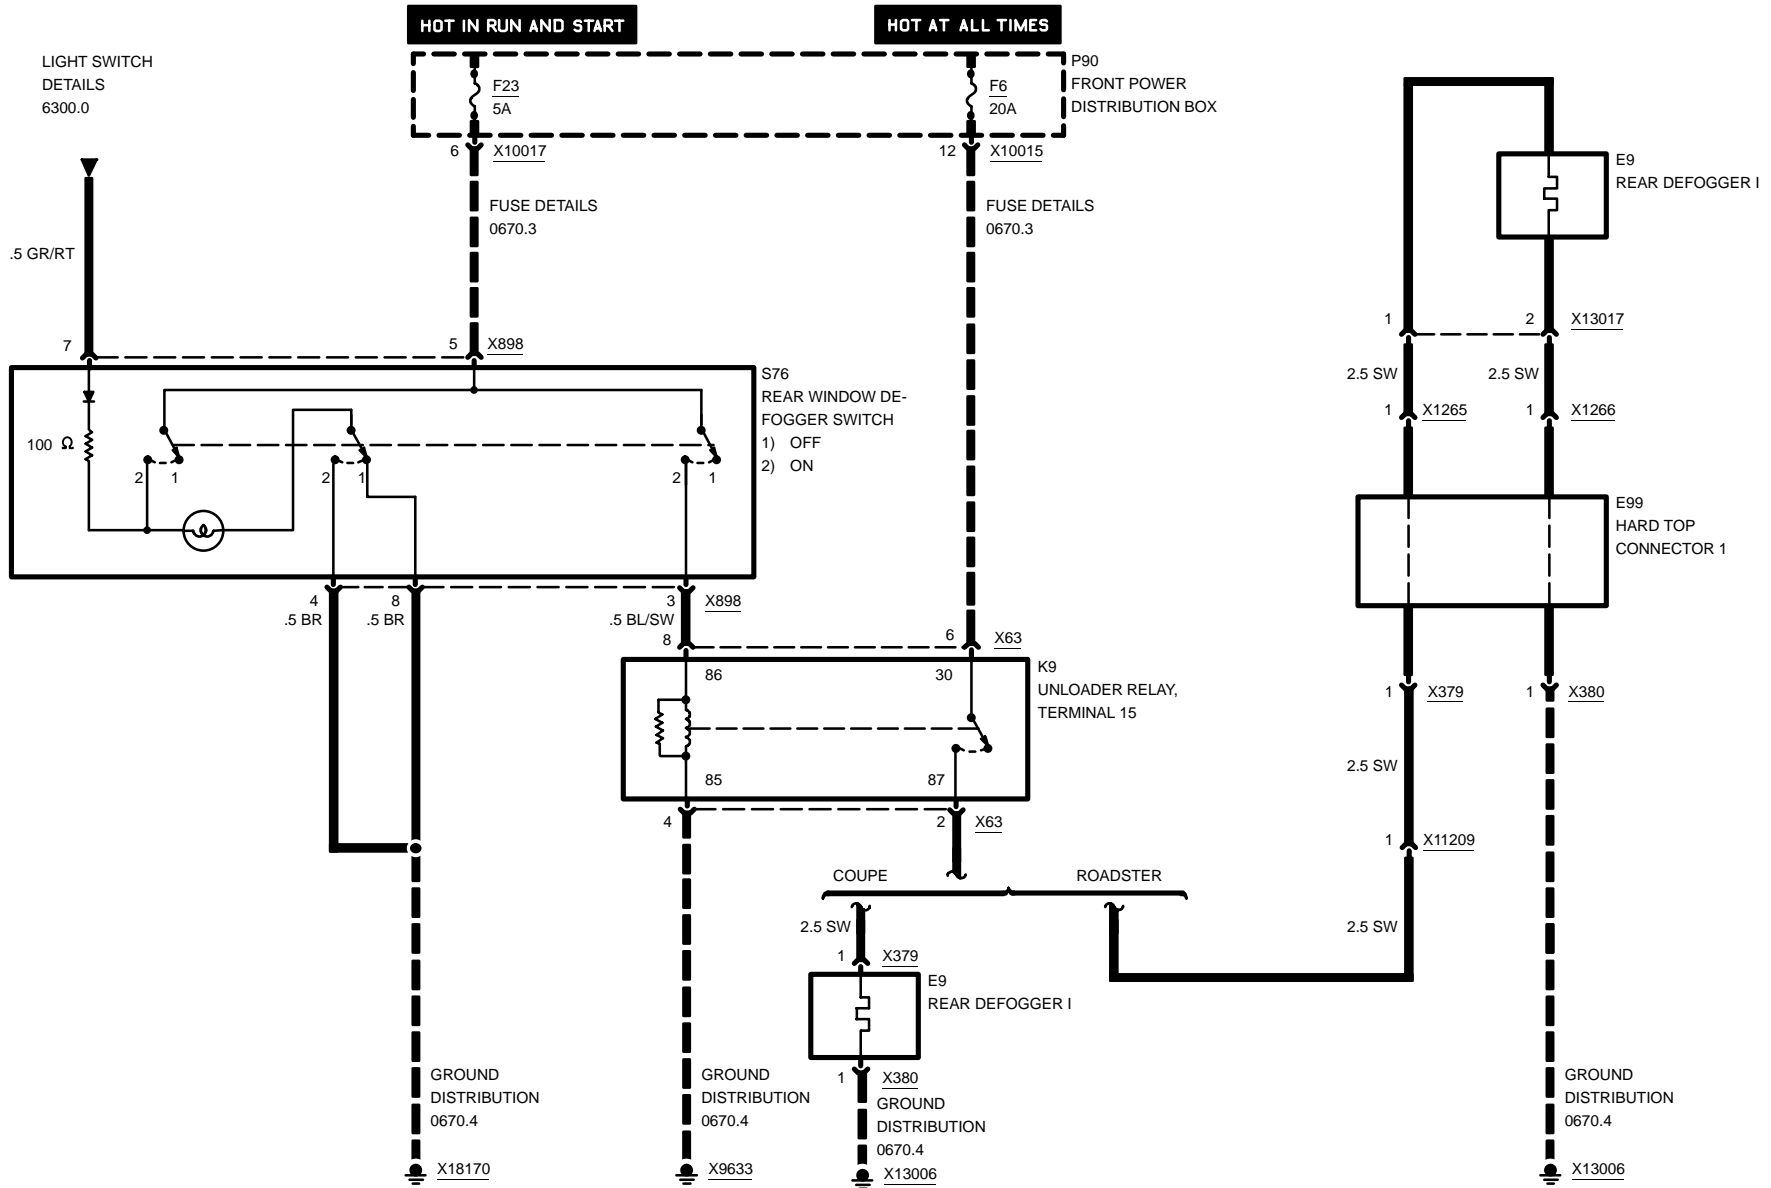 HOT IN RUN AND START
HOT AT ALL TIMES
LIGHT SWITCH
DETAILS
6300.0
F23
5A
F6
20A
P90
FRONT POWER
DISTRIBUTION BOX
6
X10017
12
X10015
FUSE DETAILS
0670.3
FUSE DETAILS
0670.3
E9
REAR DEFOGGER I
.5 GR/RT
7
5
X898
1
2
X13017
2.5 SW
2.5 SW
1
X1265
1
X1266
S76
REAR WINDOW DE-
FOGGER SWITCH
1) OFF
2) ON
100 Ω
2
1
2
1
2
1
E99
HARD TOP
CONNECTOR 1
4
8
3
X898
.5 BR
.5 BR
.5 BL/SW
8
6
X63
K9
UNLOADER RELAY,
TERMINAL 15
86
30
85
87
4
2
X63
1
X379
1
X380
2.5 SW
1
X11209
COUPE
ROADSTER
2.5 SW
2.5 SW
1
X379
E9
REAR DEFOGGER I
1
X380
GROUND
DISTRIBUTION
0670.4
GROUND
DISTRIBUTION
0670.4
GROUND
DISTRIBUTION
0670.4
GROUND
DISTRIBUTION
0670.4
X18170
X9633
X13006
X13006